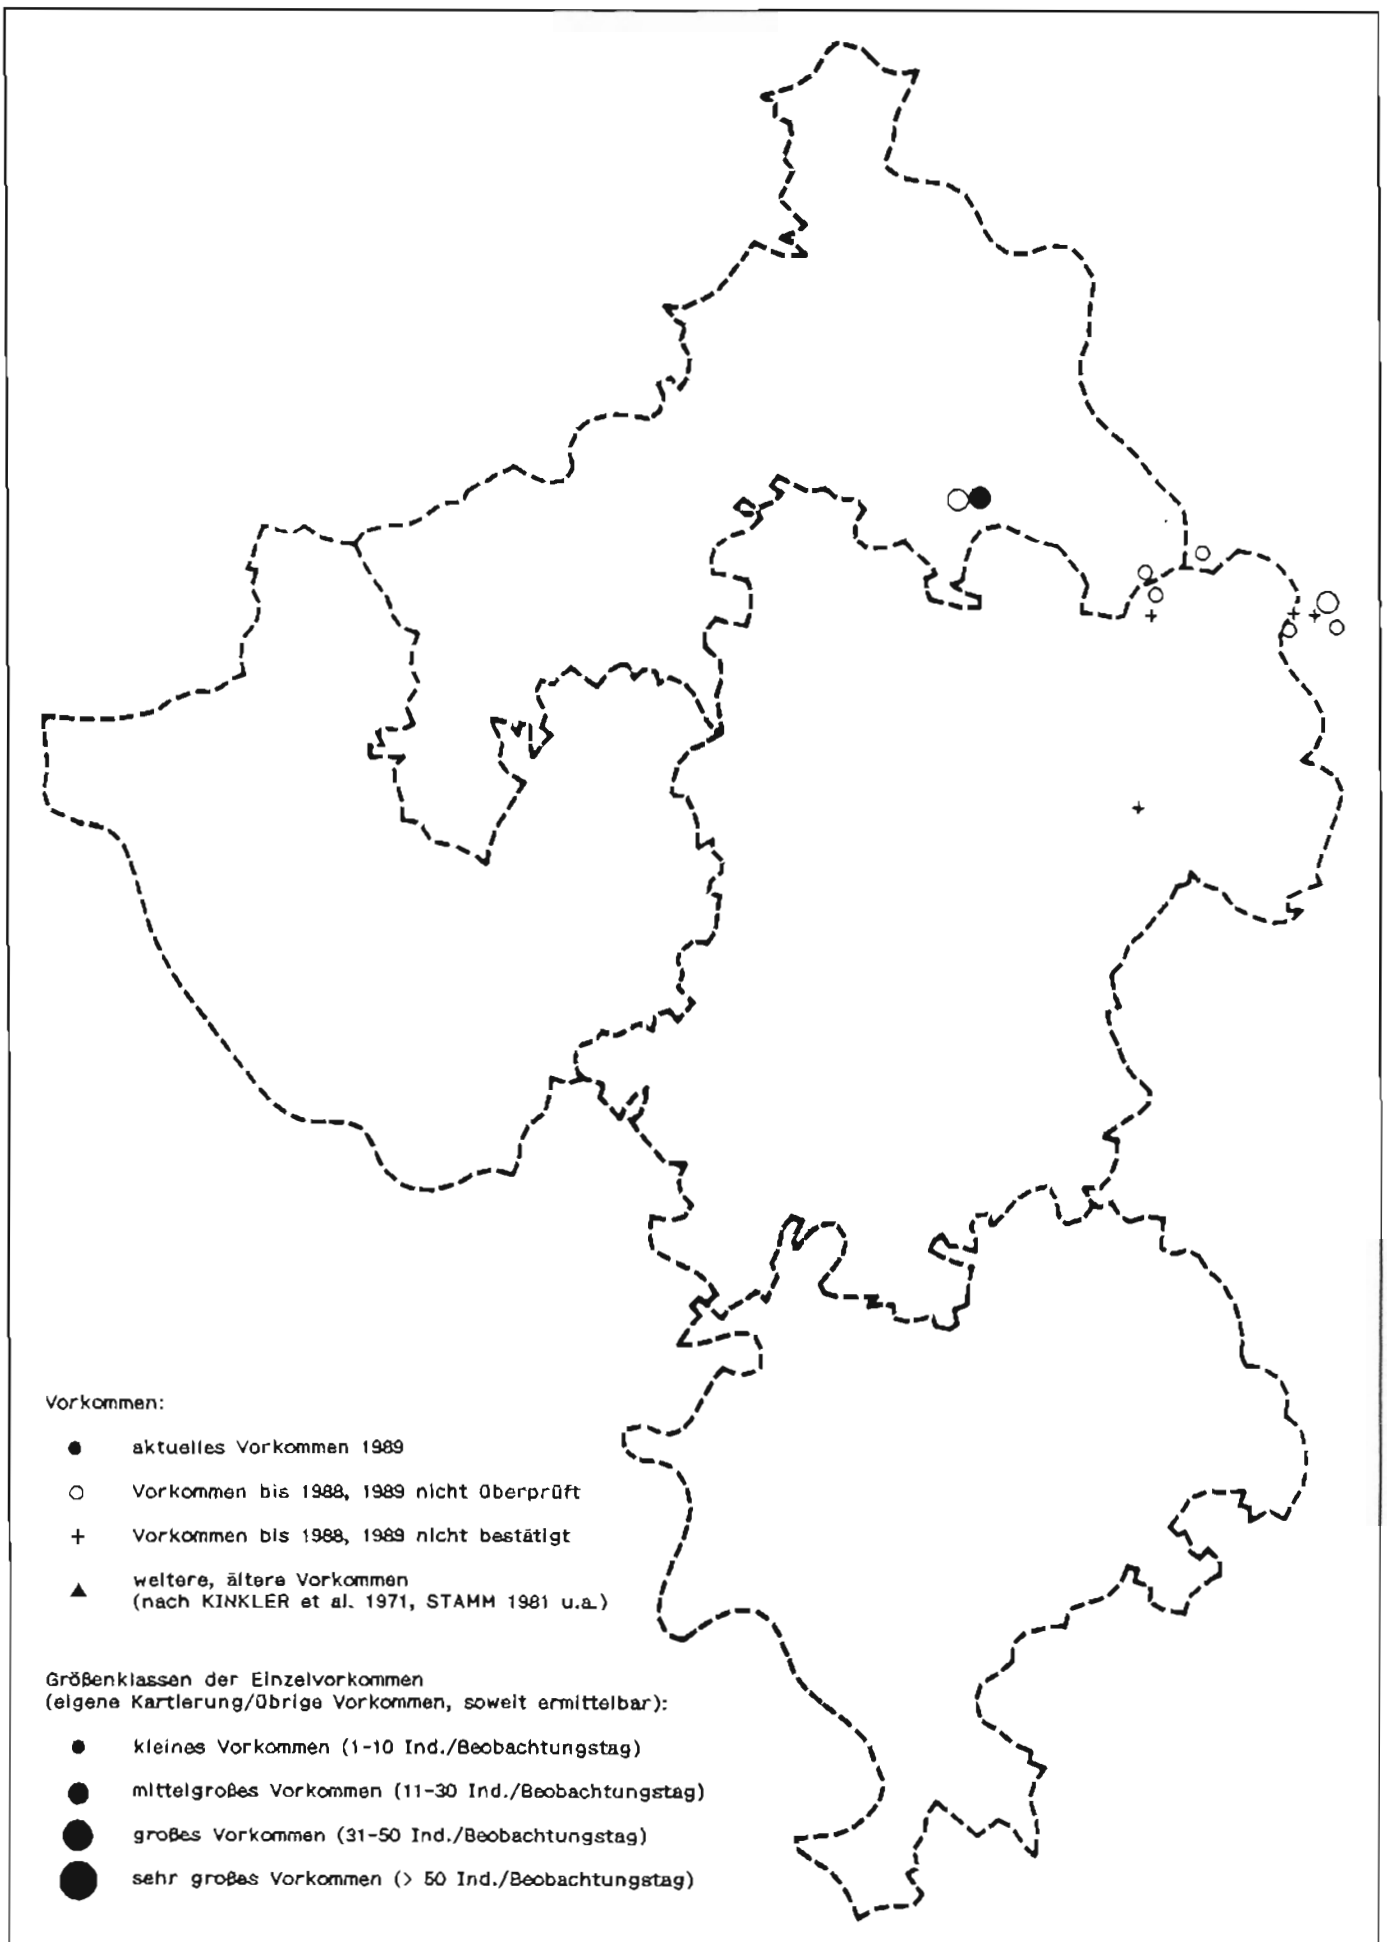 Vorkommen:
aktuelles Vorkommen 1989
Vorkommen bis 1988, 1989 nicht überprüft
Vorkommen bis 1988, 1989 nicht bestätigt
weitere, ältere Vorkommen
(nach KINKLER et al. 1971, STAMM 1981 u.a.)
Größenklassen der Einzelvorkommen
(eigene Kartierung/übrige Vorkommen, soweit ermittelbar):
kleines Vorkommen (1-10 Ind./Beobachtungstag)
mittelgroßes Vorkommen (11-30 Ind./Beobachtungstag)
großes Vorkommen (31-50 Ind./Beobachtungstag)
sehr großes Vorkommen (> 50 Ind./Beobachtungstag)